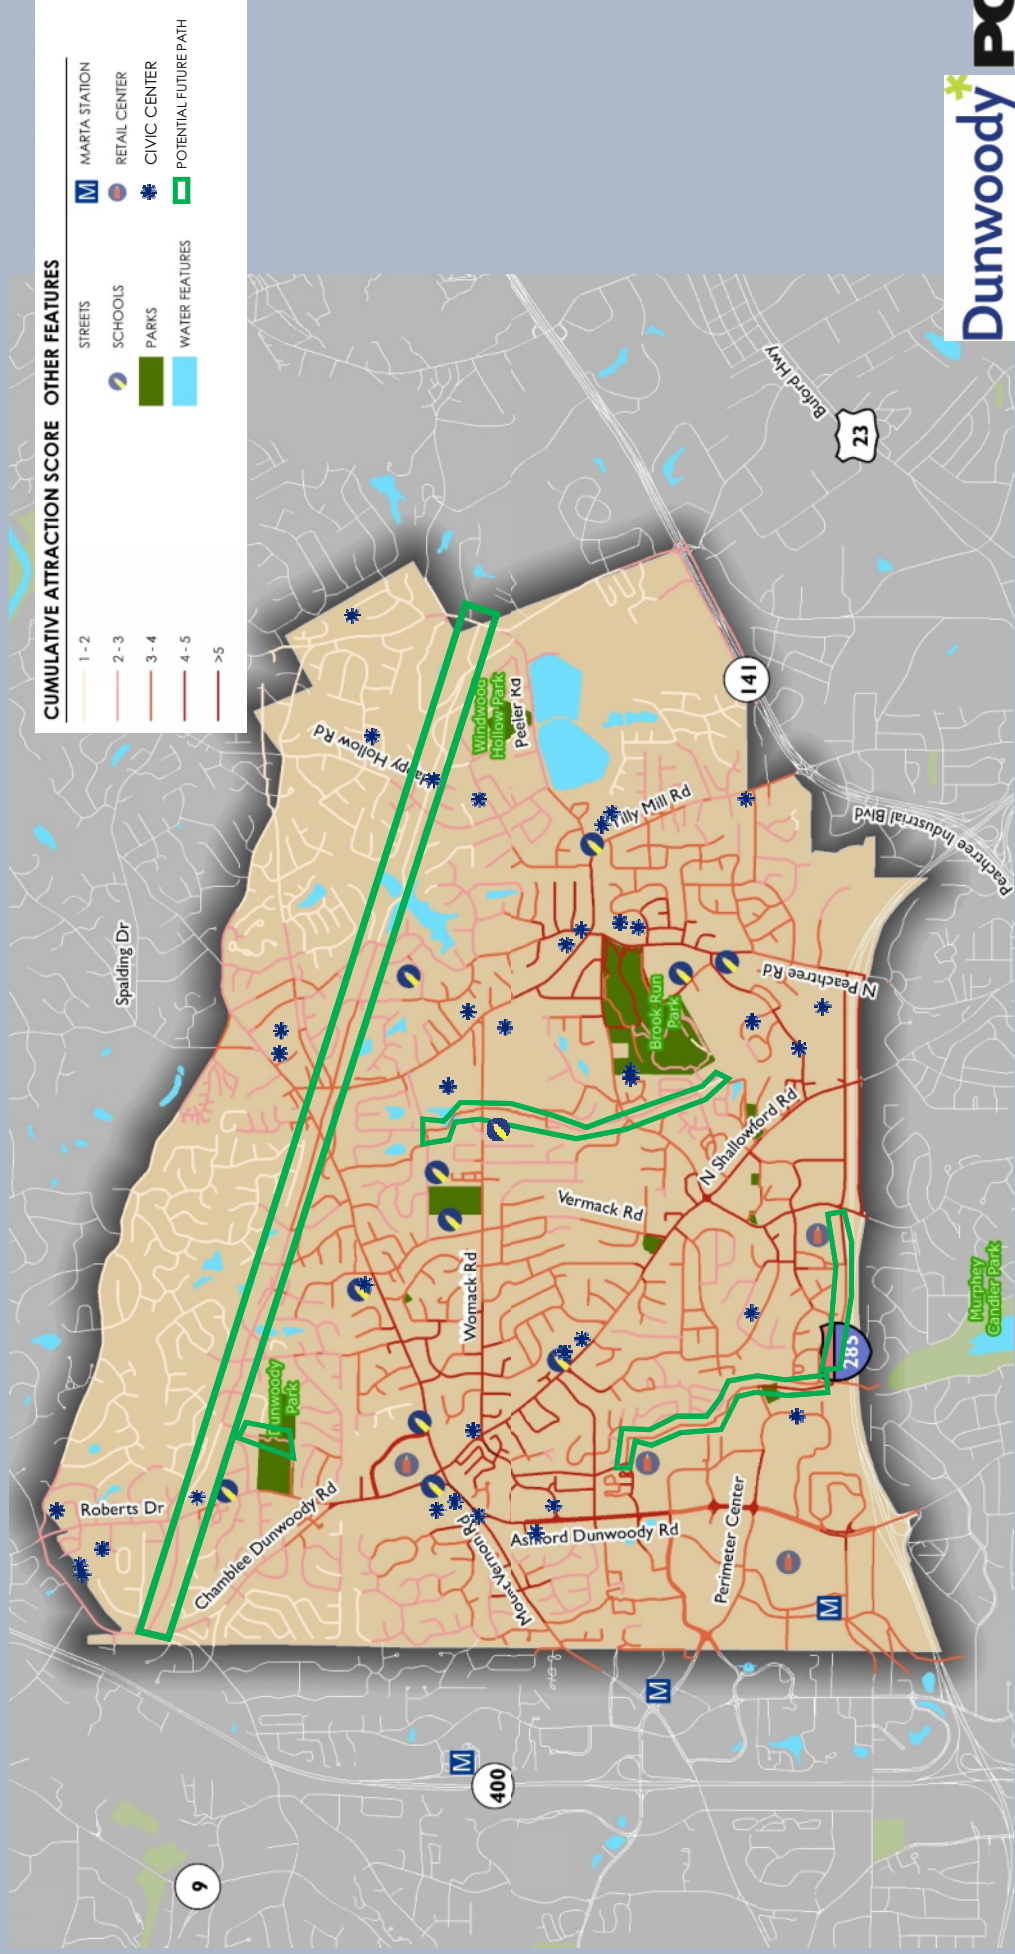 CUMULATIVE ATTRACTION SCORE
1 - 2
2 - 3
3 - 4
4 - 5
>5
OTHER FEATURES
STREETS
SCHOOLS
PARKS
WATER FEATURES
M MARTA STATION
RETAIL CENTER
CIVIC CENTER
POTENTIAL FUTURE PATH
Spalding Dr
Roberts Dr
Dunwoody
Park
Chamblee Dunwoody Rd
Mount Vernon Rd
Womack Rd
Vermack Rd
Happy Hollow Rd
Windwood
Hollow Park
Peeler Rd
Tilly Mill Rd
Brook Run
Park
N Peachtree Rd
N Shallowford Rd
Ashford Dunwoody Rd
Perimeter Center
Peachtree Industrial Blvd
Buford Hwy
Murphey
Candler Park
9
400
141
23
285
M
M
M
Dunwoody